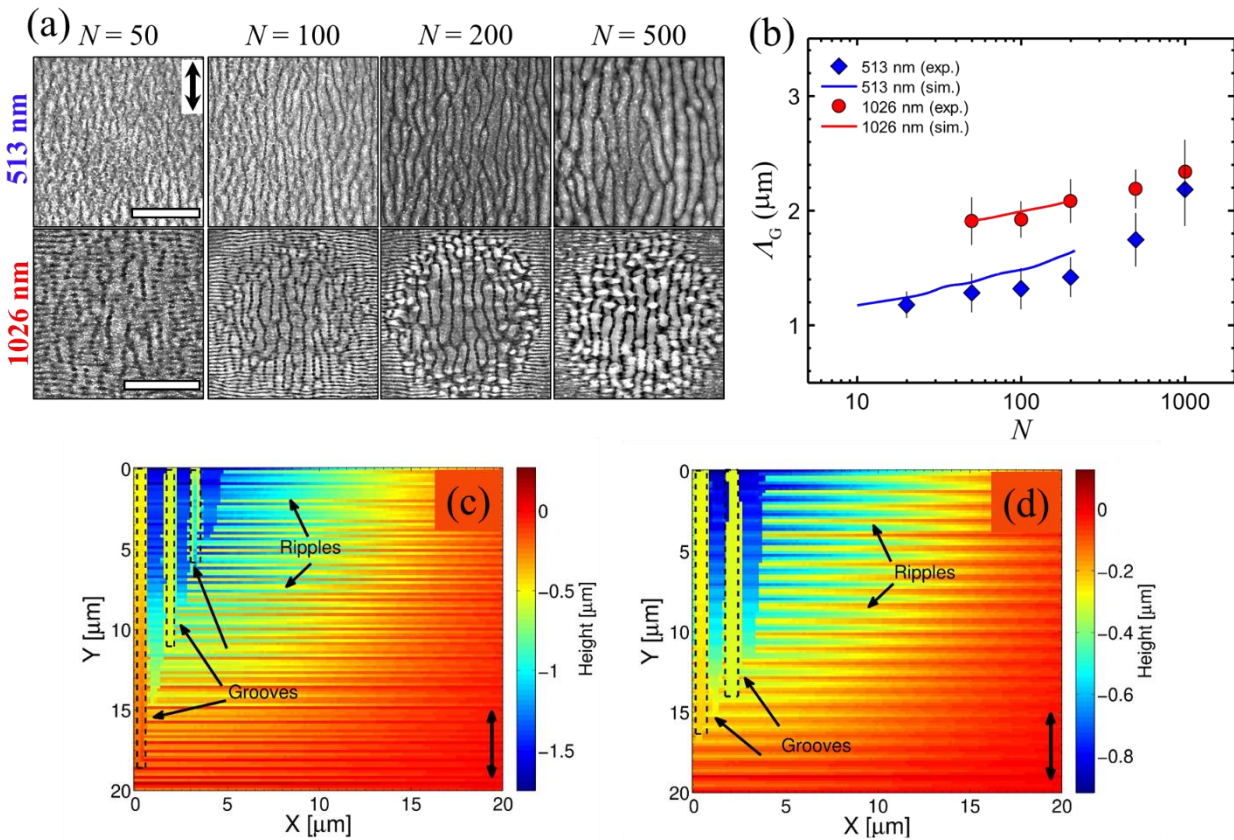 (a)
N = 50
N = 100
N = 200
N = 500
513 nm
1026 nm
(b)
513 nm (exp.)
513 nm (sim.)
1026 nm (exp.)
1026 nm (sim.)
Λ_G (μm)
3
2
1
10
100
1000
N
(c)
Ripples
Grooves
0
5
10
15
20
Y [μm]
0
5
10
15
20
X [μm]
0
−0.5
−1
−1.5
Height [μm]
(d)
Ripples
Grooves
0
5
10
15
20
Y [μm]
0
5
10
15
20
X [μm]
0
−0.2
−0.4
−0.6
−0.8
Height [μm]